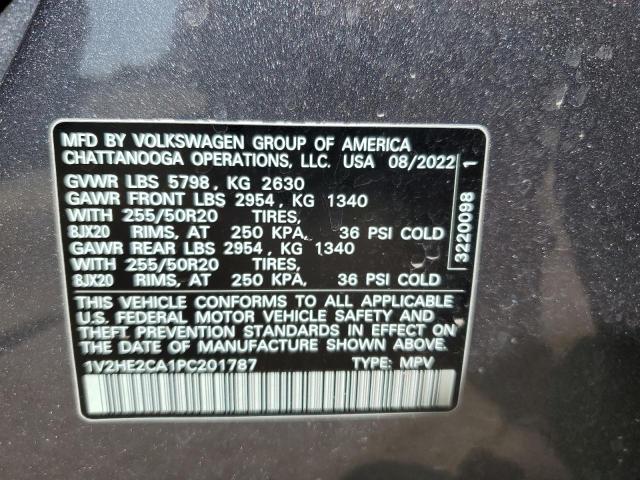 MFD BY VOLKSWAGEN GROUP OF AMERICA
CHATTANOOGA OPERATIONS, LLC. USA 08/2022
GVWR LBS 5798, KG 2630
GAWR FRONT LBS 2954, KG 1340
WITH 255/50R20 TIRES,
8JX20 RIMS, AT 250 KPA, 36 PSI COLD
GAWR REAR LBS 2954, KG 1340
WITH 255/50R20 TIRES,
8JX20 RIMS, AT 250 KPA, 36 PSI COLD
THIS VEHICLE CONFORMS TO ALL APPLICABLE
U.S. FEDERAL MOTOR VEHICLE SAFETY AND
THEFT PREVENTION STANDARDS IN EFFECT ON
THE DATE OF MANUFACTURE SHOWN ABOVE.
1V2HE2CA1PC201787 TYPE: MPV
3220098 1